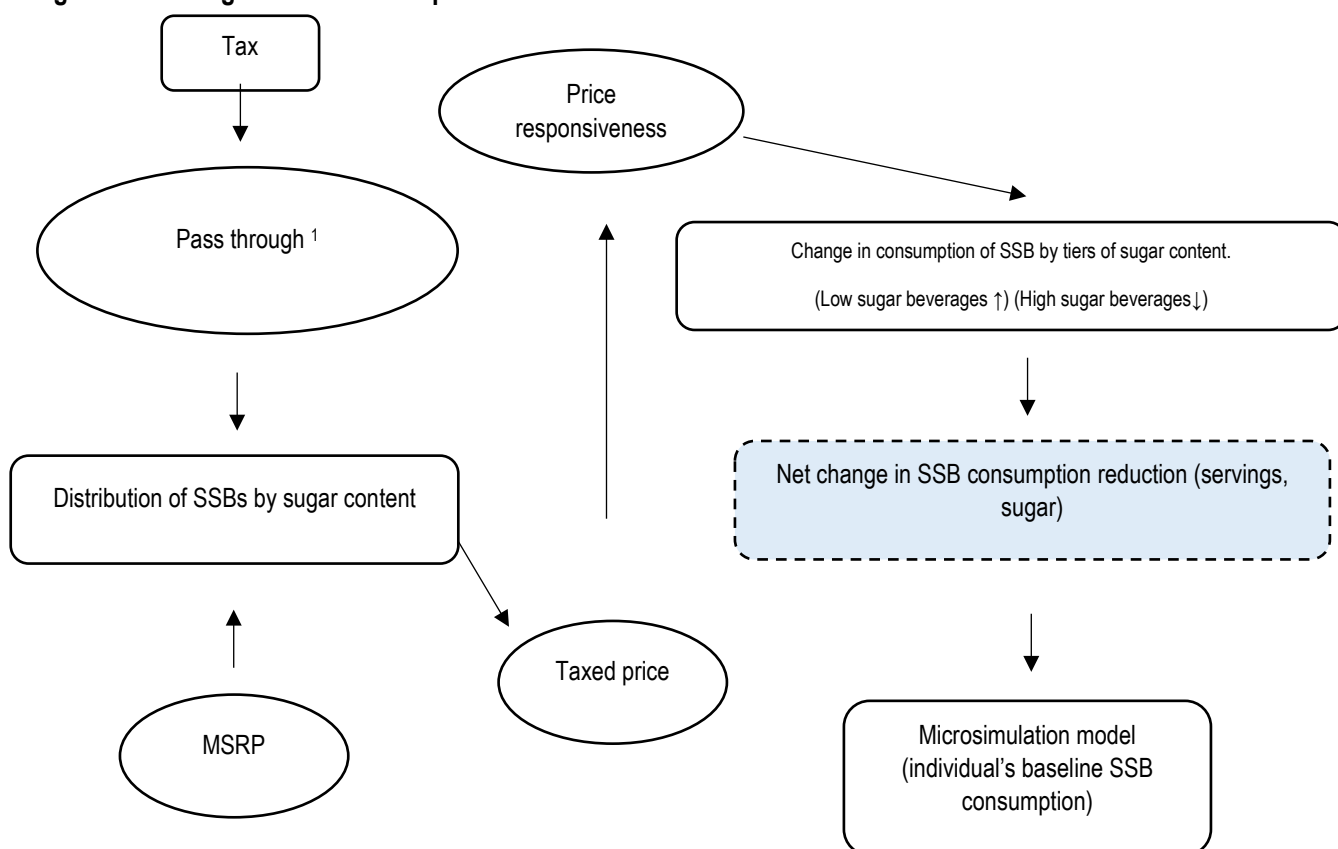 Tax
Price
responsiveness
Pass through 1
Change in consumption of SSB by tiers of sugar content.
(Low sugar beverages ↑) (High sugar beverages↓)
Distribution of SSBs by sugar content
Net change in SSB consumption reduction (servings,
sugar)
Taxed price
MSRP
Microsimulation model
(individual’s baseline SSB
consumption)